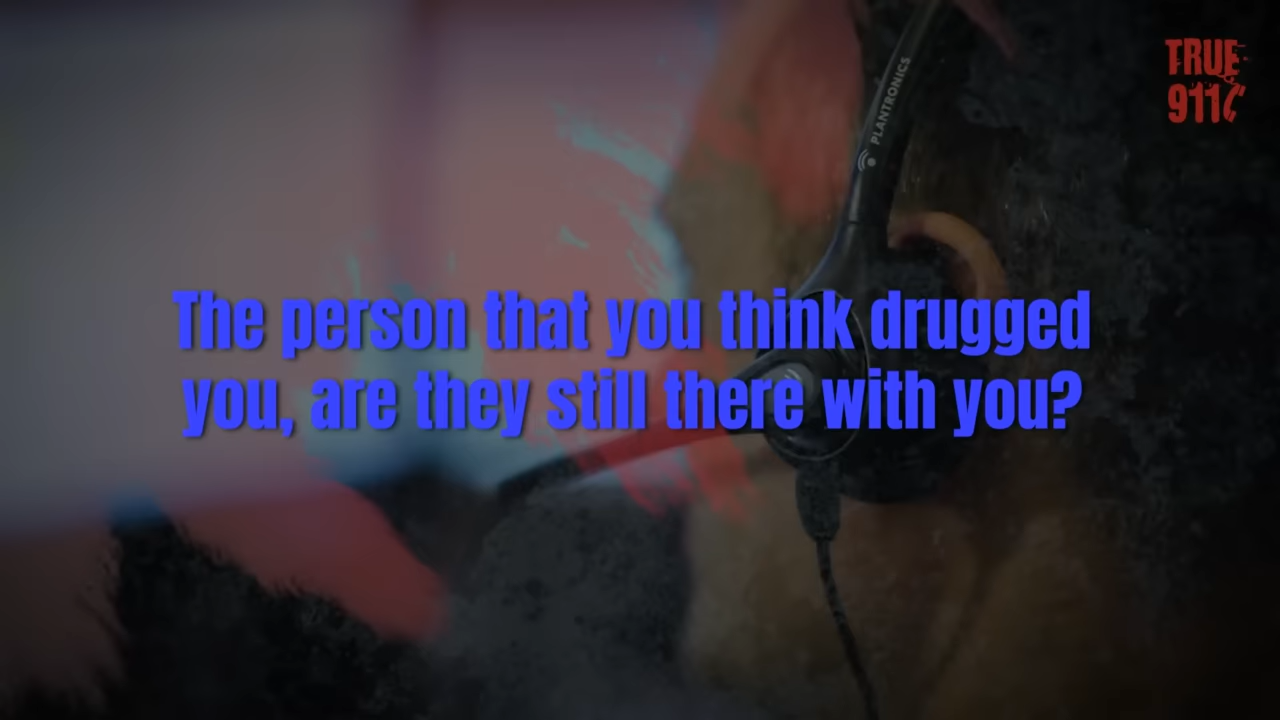 TRUE
911
PLANTRONICS
The person that you think drugged
you, are they still there with you?